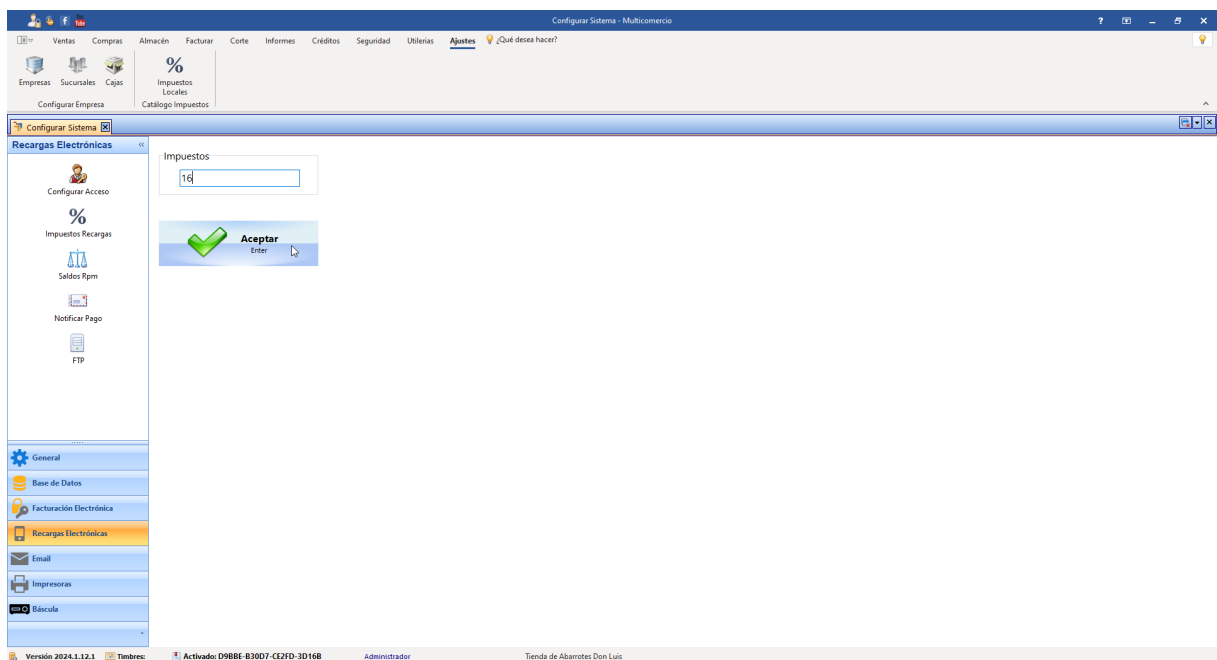 You Tube
Configurar Sistema - Multicomercio
Ventas Compras Almacén Facturar Corte Informes Créditos Seguridad Utilerias Ajustes ¿Qué desea hacer?
Empresas Sucursales Cajas
Impuestos
Locales
Configurar Empresa Catálogo Impuestos
Configurar Sistema
Recargas Electrónicas
Configurar Acceso
% Impuestos Recargas
Saldos Rpm
Notificar Pago
FTP
Impuestos
16
Aceptar
Enter
General
Base de Datos
Facturación Electrónica
Recargas Electrónicas
Email
Impresoras
Báscula
Versión 2024.1.12.1 Timbres: Activado: D9BBE-B30D7-CE2FD-3D16B Administrador Tienda de Abarrotes Don Luis